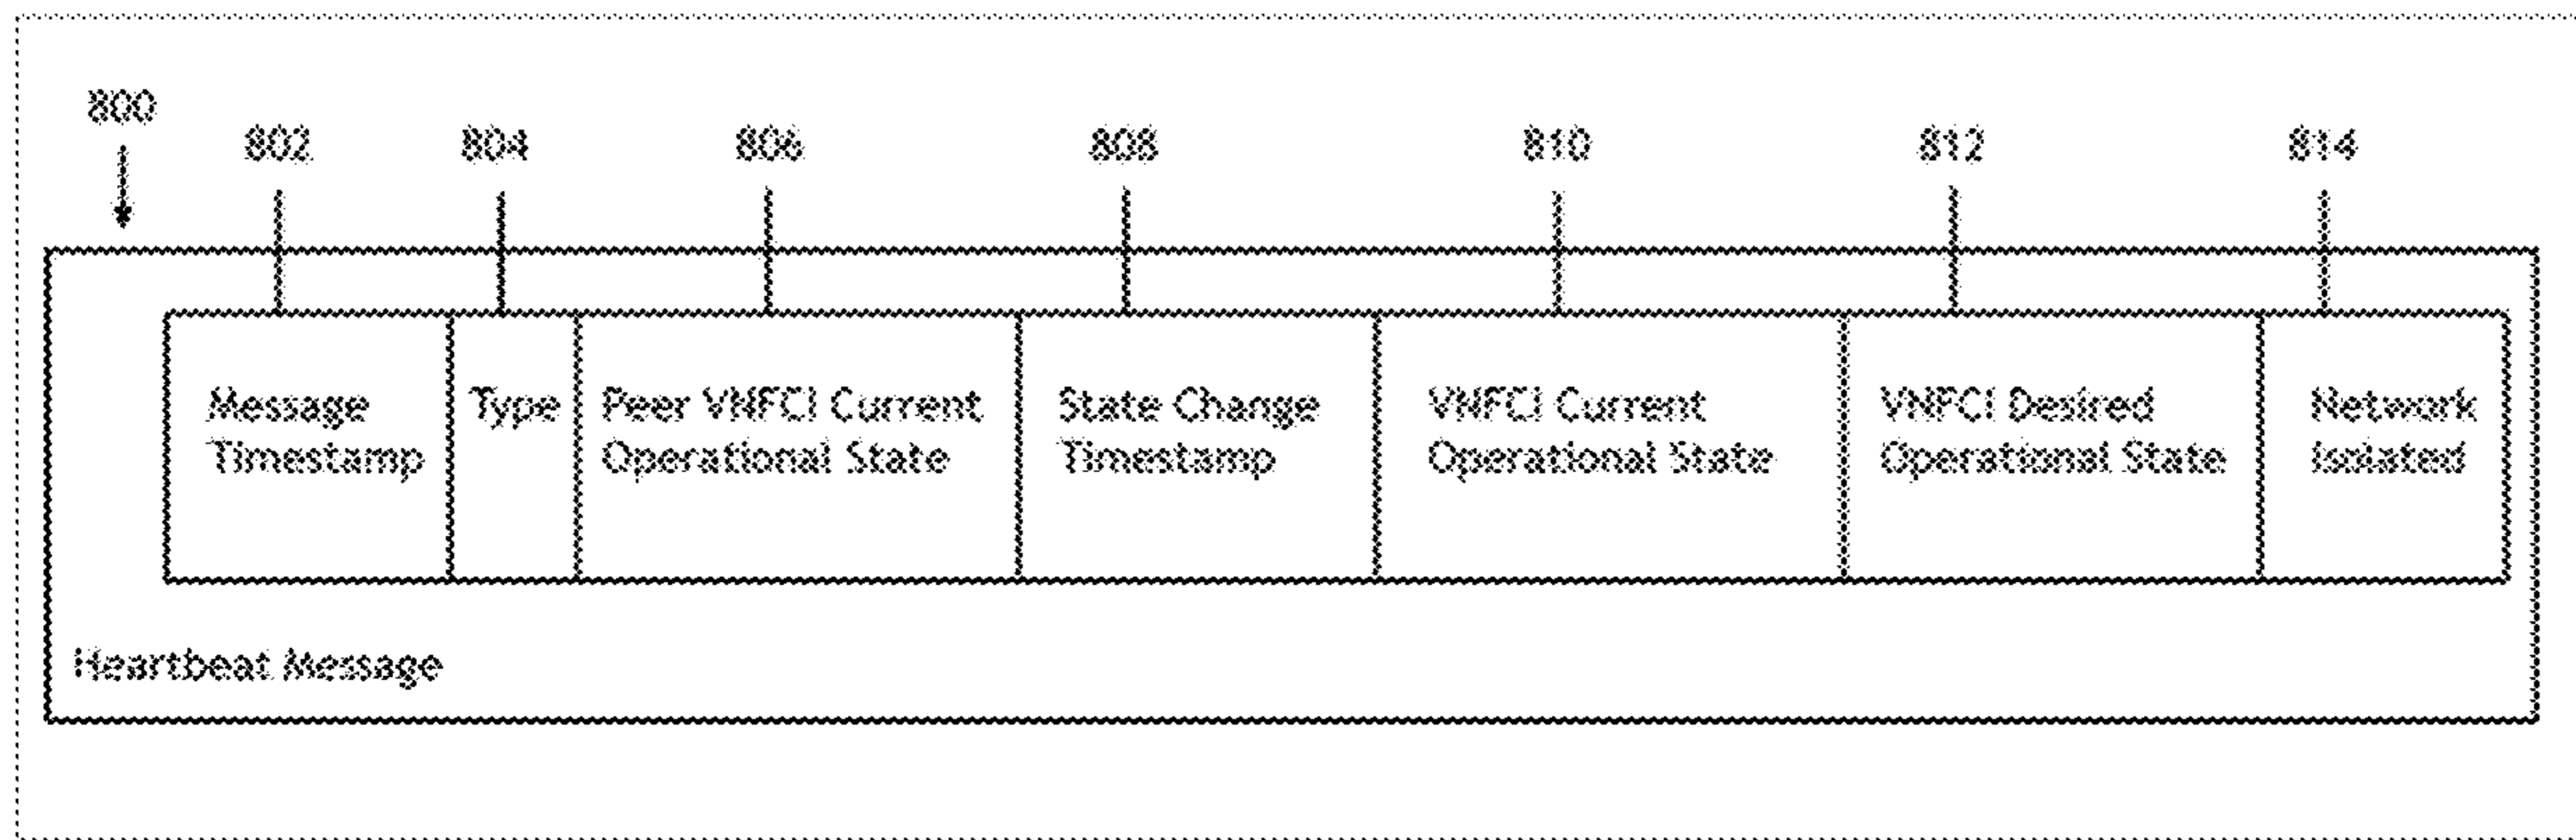 800
802 804 806 808 810 812 814
Message Type Peer VNFCI Current State Change VNFCI Current VNFCI Desired Network
Timestamp Operational State Timestamp Operational State Operational State Isolated
Heartbeat Message